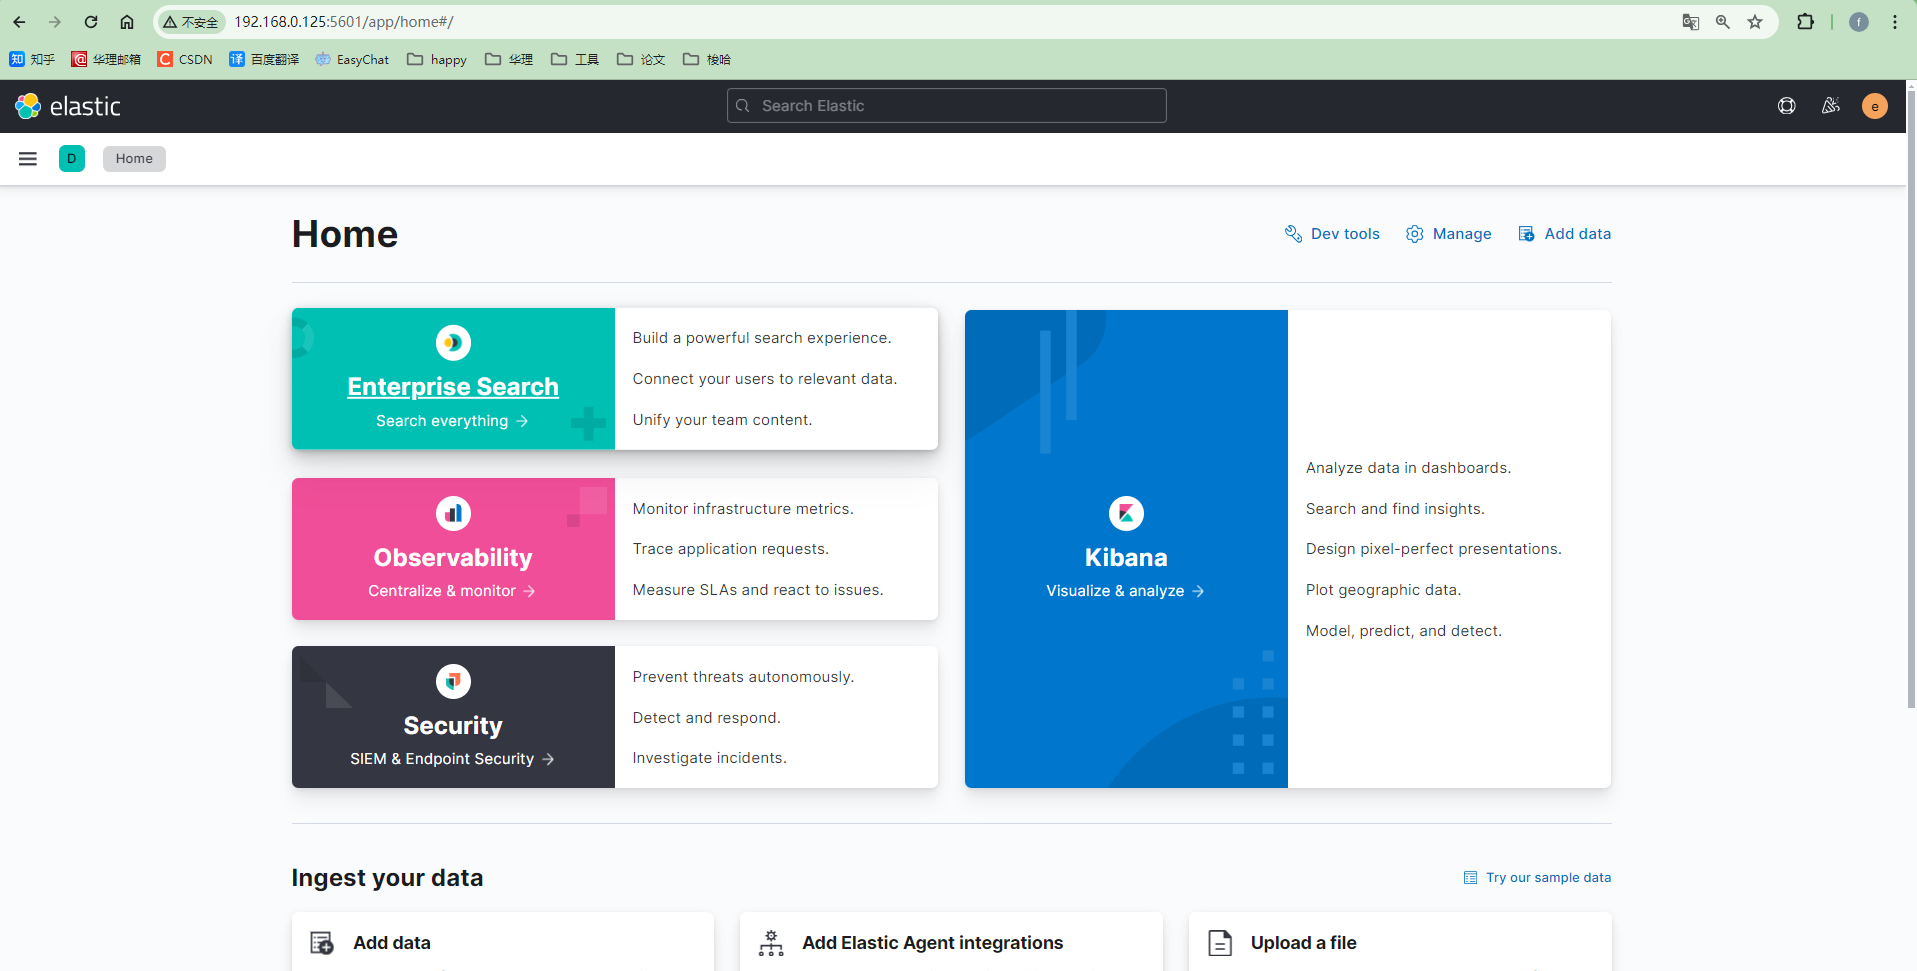 不安全 192.168.0.125:5601/app/home#/ f
知 知乎 @ 华理邮箱 C CSDN 译 百度翻译 EasyChat happy 华理 工具 论文 梭哈
elastic Search Elastic e
D Home
Home Dev tools Manage Add data
Enterprise Search
Search everything →
Build a powerful search experience.
Connect your users to relevant data.
Unify your team content.
Observability
Centralize & monitor →
Monitor infrastructure metrics.
Trace application requests.
Measure SLAs and react to issues.
Security
SIEM & Endpoint Security →
Prevent threats autonomously.
Detect and respond.
Investigate incidents.
Kibana
Visualize & analyze →
Analyze data in dashboards.
Search and find insights.
Design pixel-perfect presentations.
Plot geographic data.
Model, predict, and detect.
Ingest your data Try our sample data
Add data Add Elastic Agent integrations Upload a file